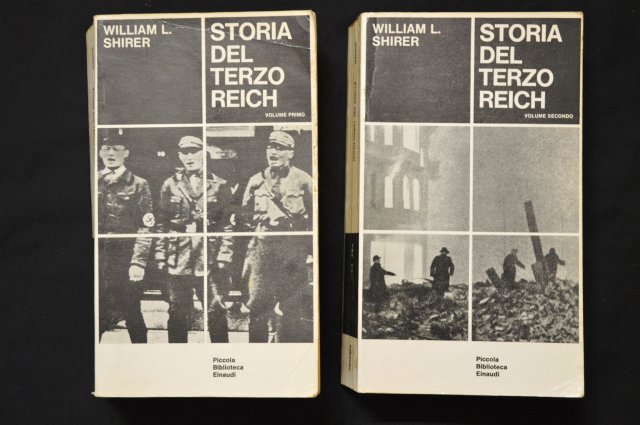 WILLIAM L.
SHIRER
STORIA
DEL
TERZO
REICH
VOLUME PRIMO
Piccola
Biblioteca
Einaudi
WILLIAM L.
SHIRER
STORIA
DEL
TERZO
REICH
VOLUME SECONDO
Piccola
Biblioteca
Einaudi